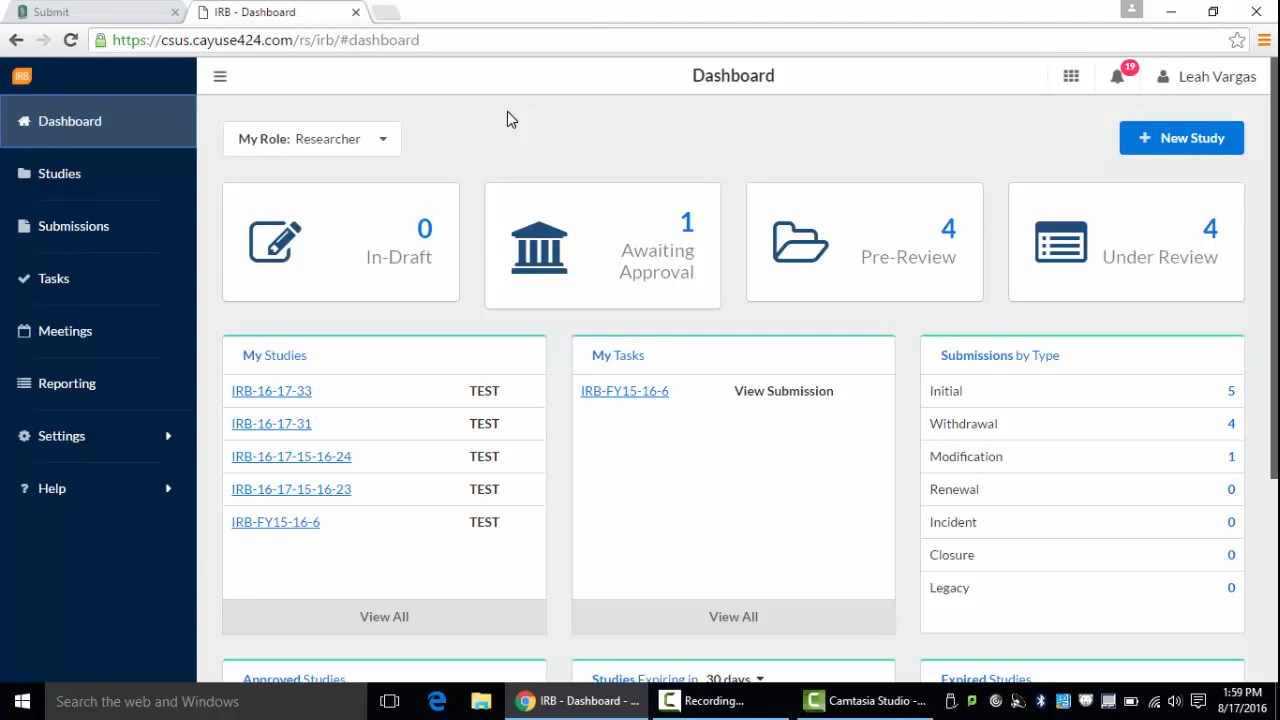 Submit
IRB - Dashboard
https://csus.cayuse424.com/rs/irb/#dashboard
IRB
Dashboard
19
Leah Vargas
Dashboard
Studies
Submissions
Tasks
Meetings
Reporting
Settings
? Help
My Role: Researcher
+ New Study
0
In-Draft
1
Awaiting
Approval
4
Pre-Review
4
Under Review
My Studies
IRB-16-17-33 TEST
IRB-16-17-31 TEST
IRB-16-17-15-16-24 TEST
IRB-16-17-15-16-23 TEST
IRB-FY15-16-6 TEST
View All
My Tasks
IRB-FY15-16-6 View Submission
View All
Submissions by Type
Initial 5
Withdrawal 4
Modification 1
Renewal 0
Incident 0
Closure 0
Legacy 0
Approved Studies
Studies Expiring in 30 days
Expired Studies
Search the web and Windows
IRB - Dashboard - ...
Recording...
Camtasia Studio -...
1:59 PM
8/17/2016